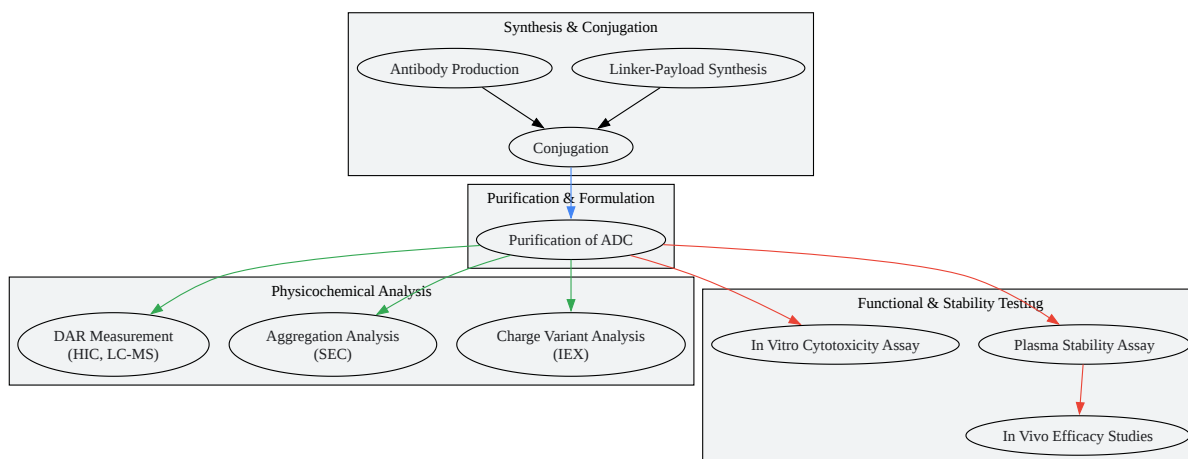 Synthesis & Conjugation
Antibody Production
Linker-Payload Synthesis
Conjugation
Purification & Formulation
Purification of ADC
Physicochemical Analysis
DAR Measurement
(HIC, LC-MS)
Aggregation Analysis
(SEC)
Charge Variant Analysis
(IEX)
Functional & Stability Testing
In Vitro Cytotoxicity Assay
Plasma Stability Assay
In Vivo Efficacy Studies